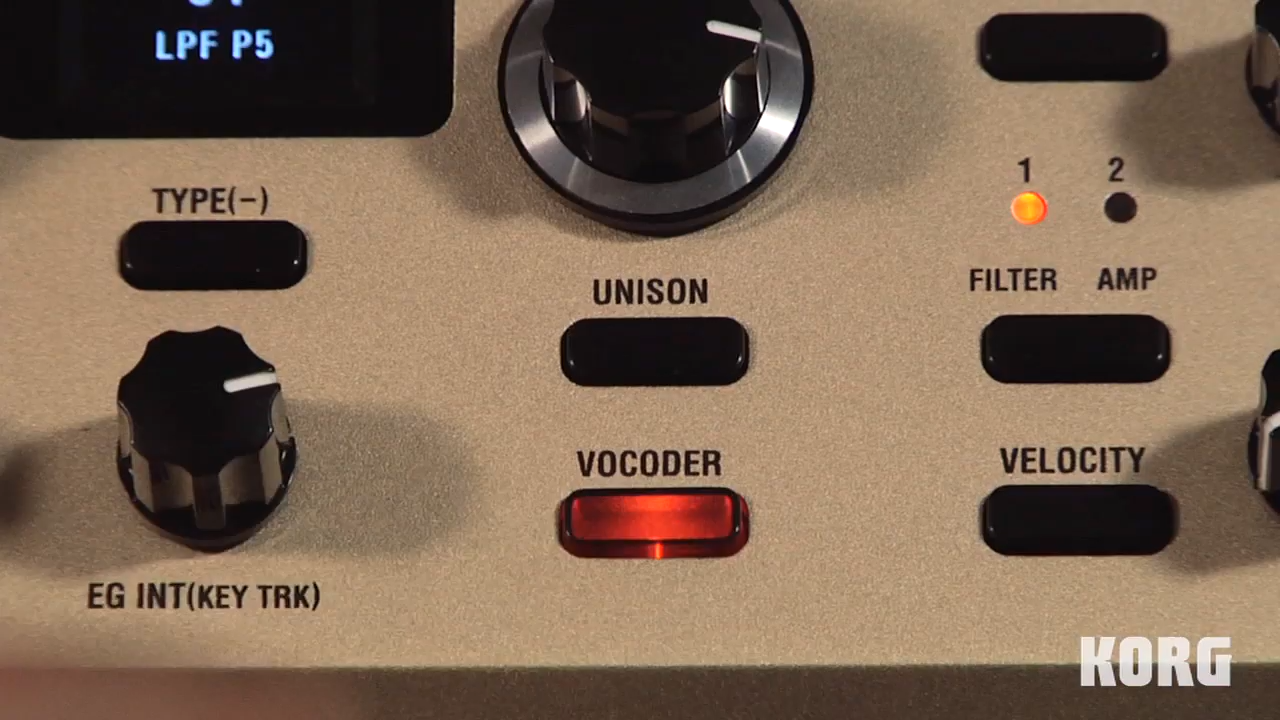 LPF P5
TYPE(-)
1 2
UNISON
FILTER AMP
VOCODER
VELOCITY
EG INT(KEY TRK)
KORG